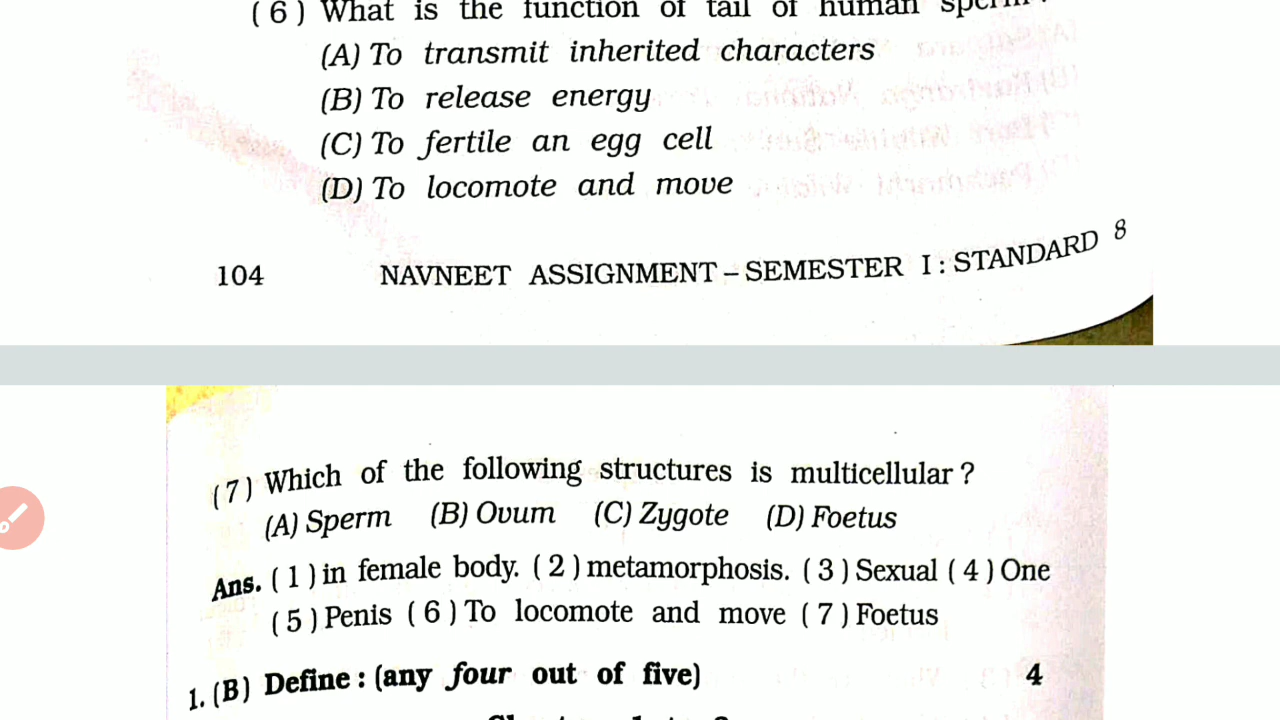 ( 6 ) What is the function of tail of human sperm ?
(A) To transmit inherited characters
(B) To release energy
(C) To fertile an egg cell
(D) To locomote and move
104 NAVNEET ASSIGNMENT – SEMESTER I : STANDARD 8
( 7 ) Which of the following structures is multicellular ?
(A) Sperm (B) Ovum (C) Zygote (D) Foetus
Ans. ( 1 ) in female body. ( 2 ) metamorphosis. ( 3 ) Sexual ( 4 ) One
( 5 ) Penis ( 6 ) To locomote and move ( 7 ) Foetus
1. (B) Define : (any four out of five) 4